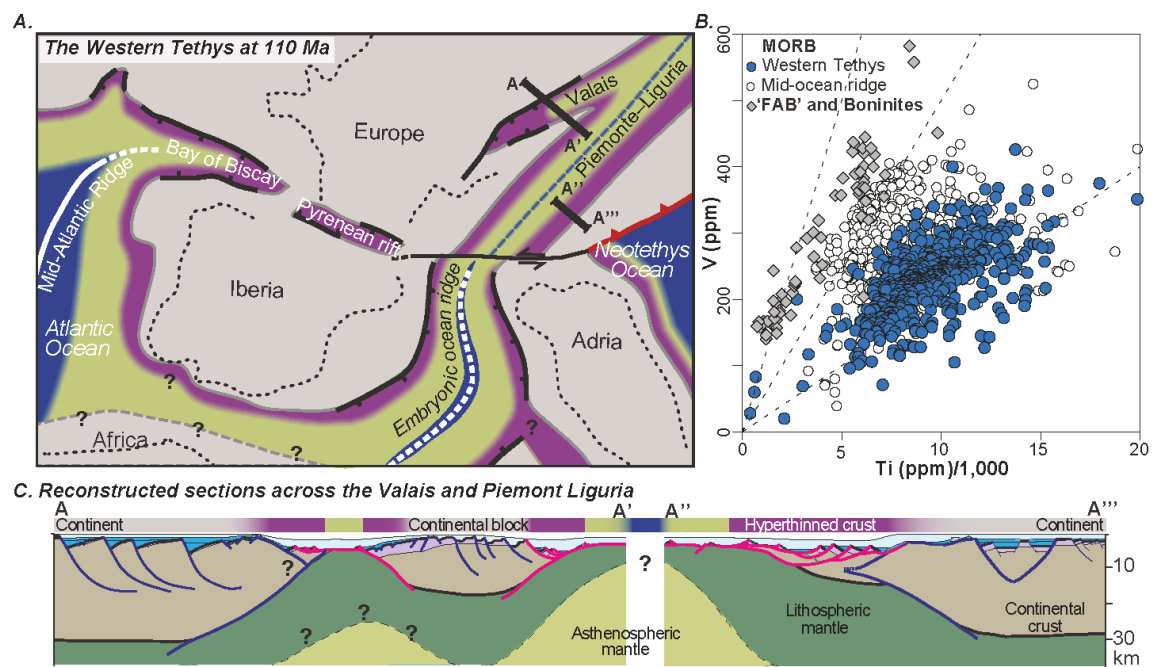 A.
The Western Tethys at 110 Ma
A
Valais
Europe
A'
Piemonte–Liguria
Bay of Biscay
A''
Mid-Atlantic Ridge
A'''
Pyrenean rift
Neotethys
Ocean
Iberia
Embryonic ocean ridge
Atlantic
Ocean
Adria
?
?
?
?
?
Africa
B.
600
MORB
Western Tethys
Mid-ocean ridge
'FAB' and Boninites
400
V (ppm)
200
0
0
5
10
15
20
Ti (ppm)/1,000
C. Reconstructed sections across the Valais and Piemont Liguria
A
A'
A''
A'''
Continent
Continental block
Hyperthinned crust
Continent
?
?
-10
Lithospheric
mantle
Continental
crust
?
?
?
Asthenospheric
mantle
30
km